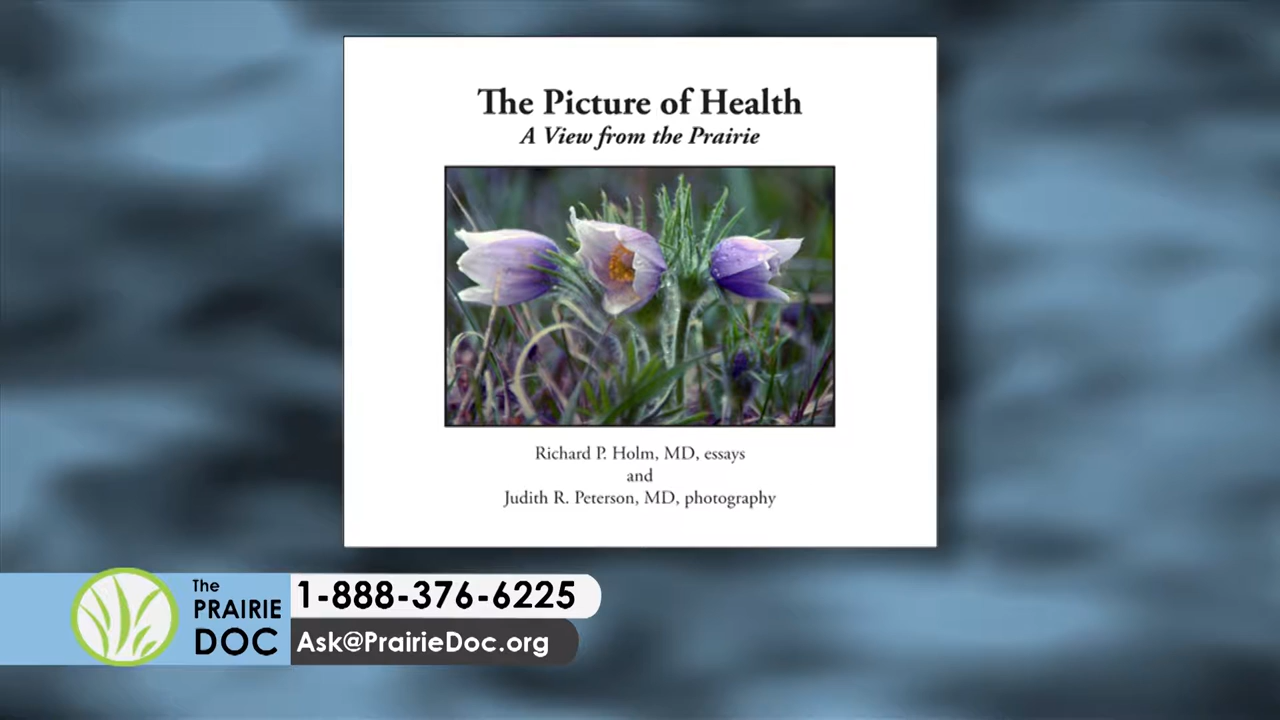 The Picture of Health
A View from the Prairie
Richard P. Holm, MD, essays
and
Judith R. Peterson, MD, photography
The
PRAIRIE
DOC
1-888-376-6225
Ask@PrairieDoc.org